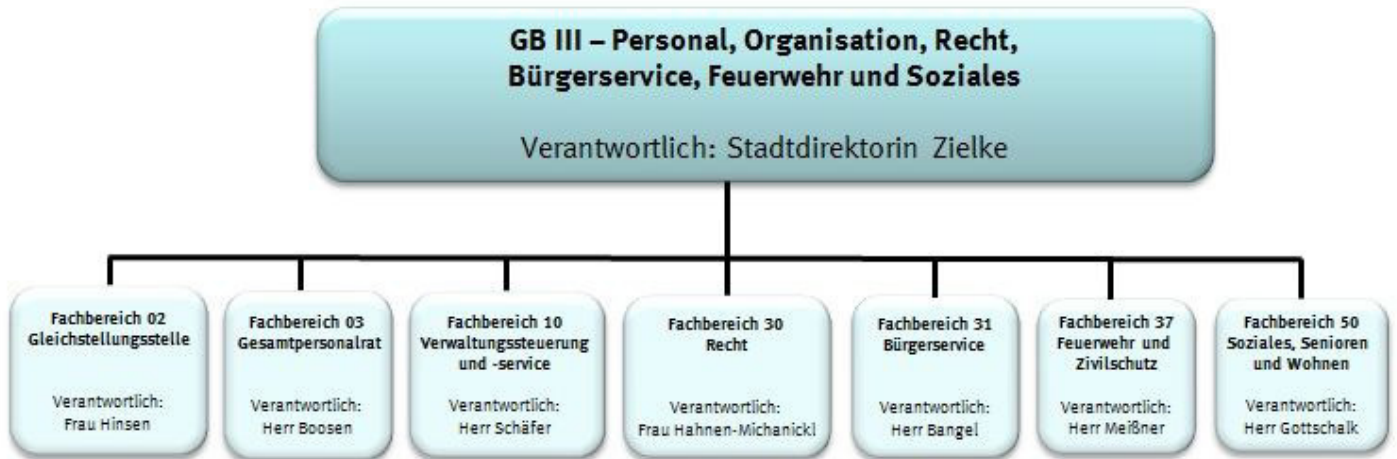 GB III – Personal, Organisation, Recht,
Bürgerservice, Feuerwehr und Soziales
Verantwortlich: Stadtdirektorin Zielke
Fachbereich 02
Gleichstellungsstelle
Verantwortlich:
Frau Hinsen
Fachbereich 03
Gesamtpersonalrat
Verantwortlich:
Herr Boosen
Fachbereich 10
Verwaltungssteuerung
und -service
Verantwortlich:
Herr Schäfer
Fachbereich 30
Recht
Verantwortlich:
Frau Hahnen-Michanickl
Fachbereich 31
Bürgerservice
Verantwortlich:
Herr Bangel
Fachbereich 37
Feuerwehr und
Zivilschutz
Verantwortlich:
Herr Meißner
Fachbereich 50
Soziales, Senioren
und Wohnen
Verantwortlich:
Herr Gottschalk